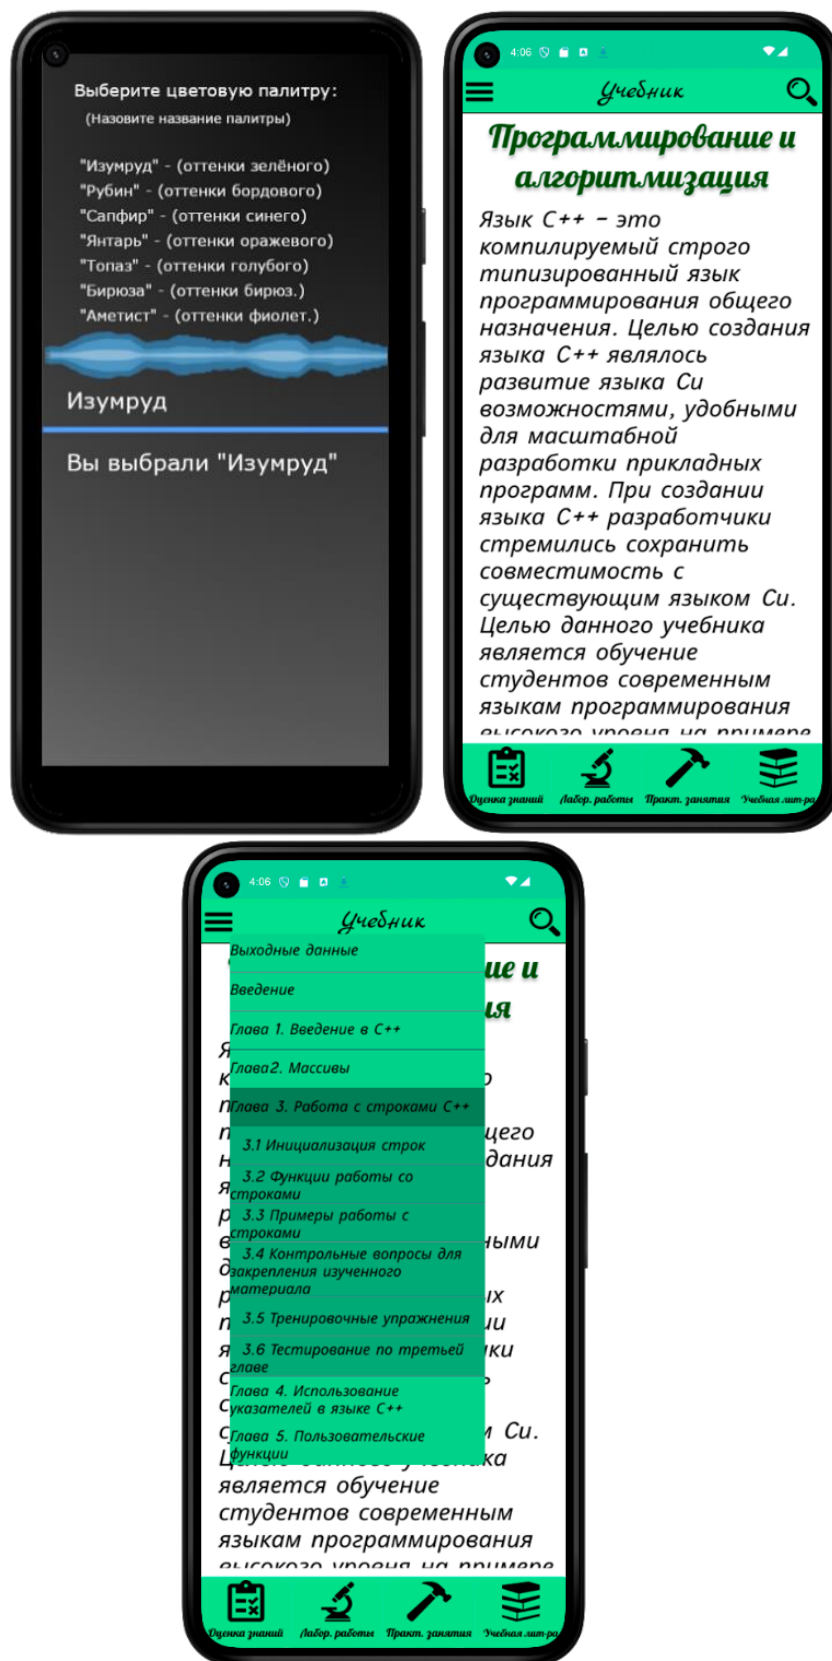 Выберите цветовую палитру:
(Назовите название палитры)
"Изумруд" - (оттенки зелёного)
"Рубин" - (оттенки бордового)
"Сапфир" - (оттенки синего)
"Янтарь" - (оттенки оражевого)
"Топаз" - (оттенки голубого)
"Бирюза" - (оттенки бирюз.)
"Аметист" - (оттенки фиолет.)
Изумруд
Вы выбрали "Изумруд"
4:06
Учебник
Программирование и
алгоритмизация
Язык C++ – это
компилируемый строго
типизированный язык
программирования общего
назначения. Целью создания
языка C++ являлось
развитие языка Си
возможностями, удобными
для масштабной
разработки прикладных
программ. При создании
языка C++ разработчики
стремились сохранить
совместимость с
существующим языком Си.
Целью данного учебника
является обучение
студентов современным
языкам программирования
высокого уровня на примере
Оценка знаний Лабор. работы Практ. занятия Учебная лит-ра
4:06
Учебник
Выходные данные
Введение
Глава 1. Введение в C++
Глава2. Массивы
Глава 3. Работа с строками C++
3.1 Инициализация строк
3.2 Функции работы со
строками
3.3 Примеры работы с
строками
3.4 Контрольные вопросы для
закрепления изученного
материала
3.5 Тренировочные упражнения
3.6 Тестирование по третьей
главе
Глава 4. Использование
указателей в языке C++
Глава 5. Пользовательские
функции
является обучение
студентов современным
языкам программирования
высокого уровня на примере
Оценка знаний Лабор. работы Практ. занятия Учебная лит-ра